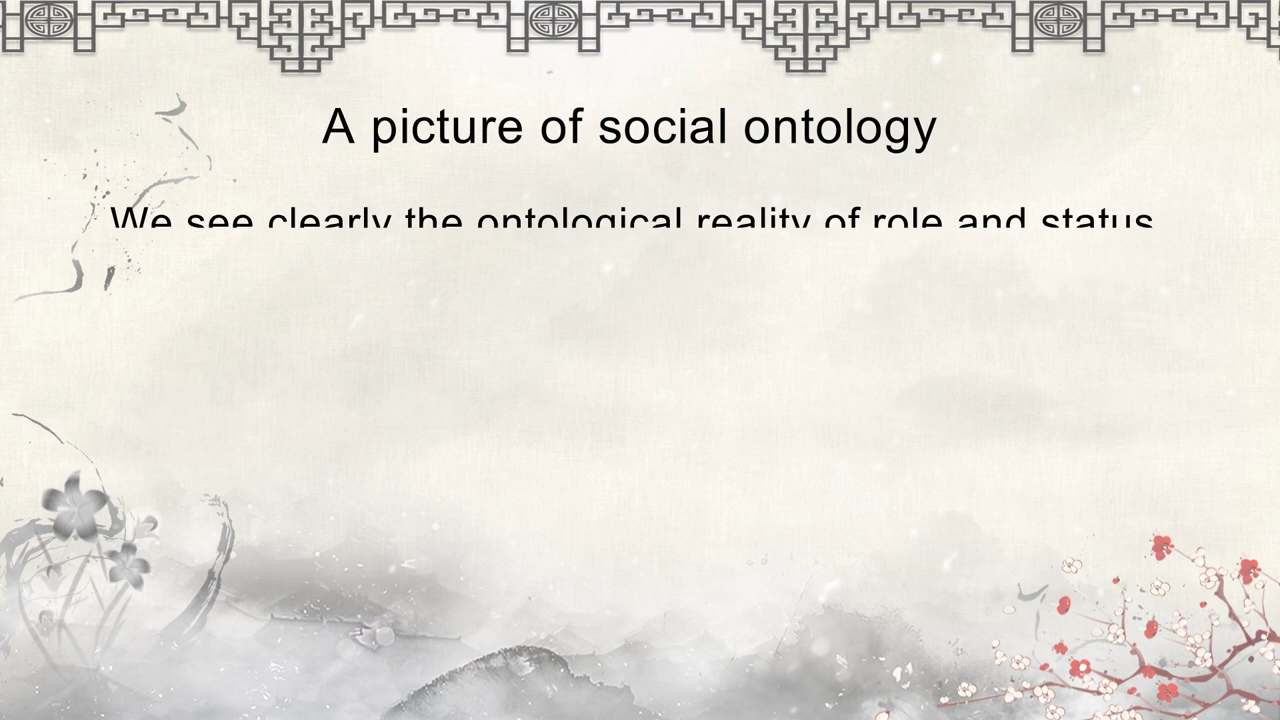 A picture of social ontology
We see clearly the ontological reality of role and status